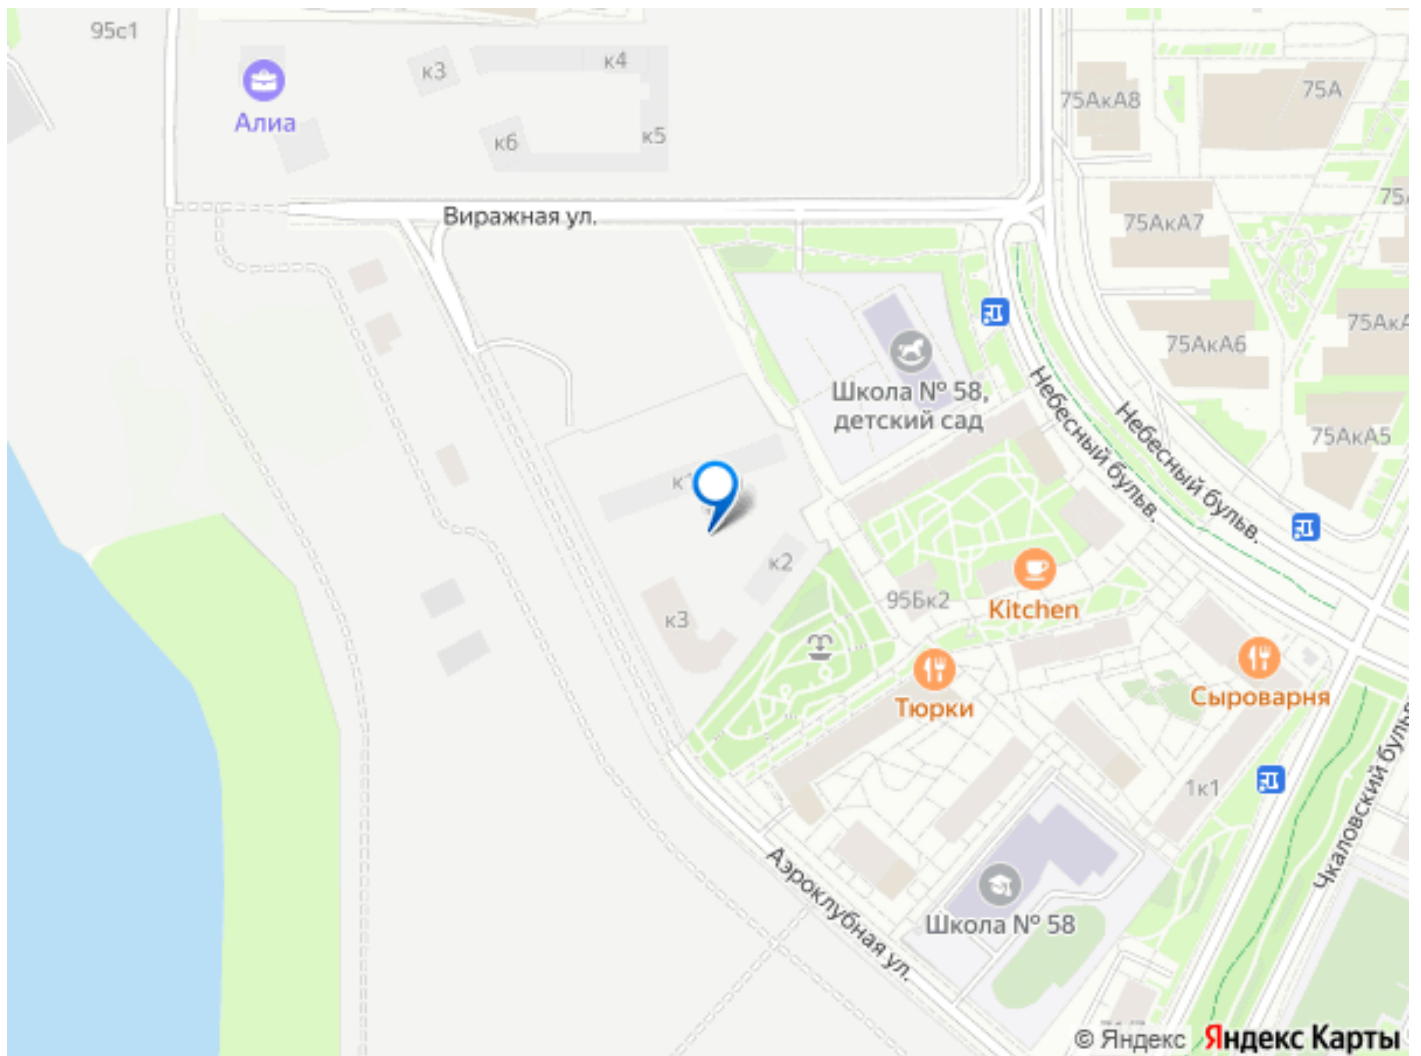 95с1
к3
к4
Алиа
к6
к5
75АкА8
75А
Виражная ул.
75АкА7
75АкА6
Школа № 58,
детский сад
Небесный бульв.
Небесный бульв.
75АкА5
к2
95Бк2
Kitchen
к3
Тюрки
Сыроварня
1к1
Чкаловский бульв
Аэроклубная ул.
Школа № 58
© Яндекс
Яндекс Карты